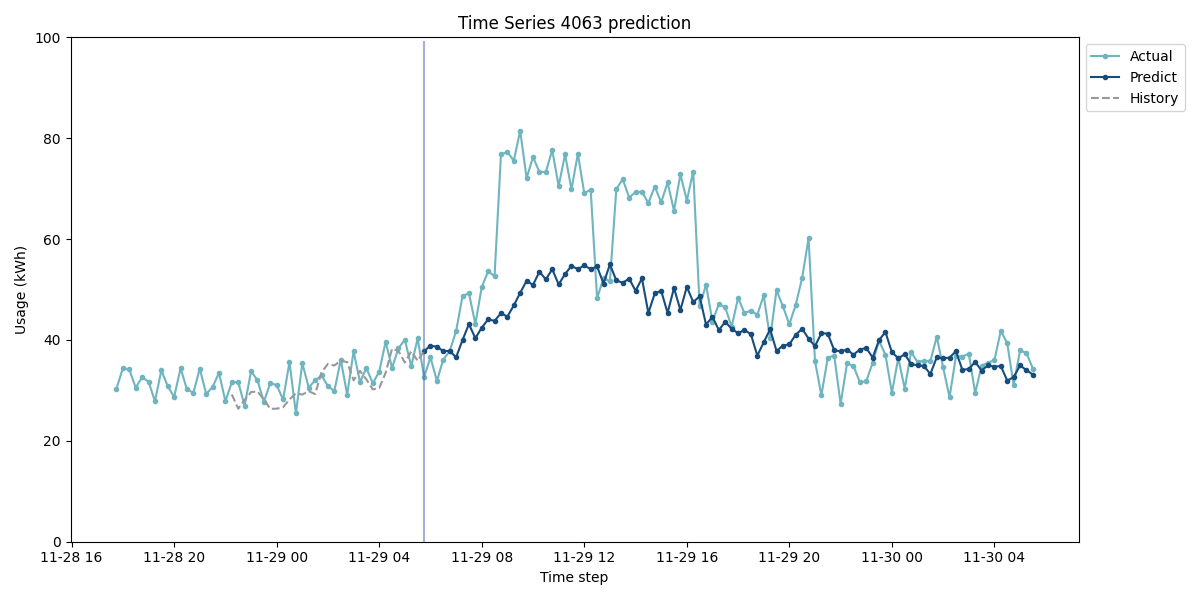 Time Series 4063 prediction
100
80
60
40
20
0
Usage (kWh)
11-28 16
11-28 20
11-29 00
11-29 04
11-29 08
11-29 12
11-29 16
11-29 20
11-30 00
11-30 04
Time step
Actual
Predict
History